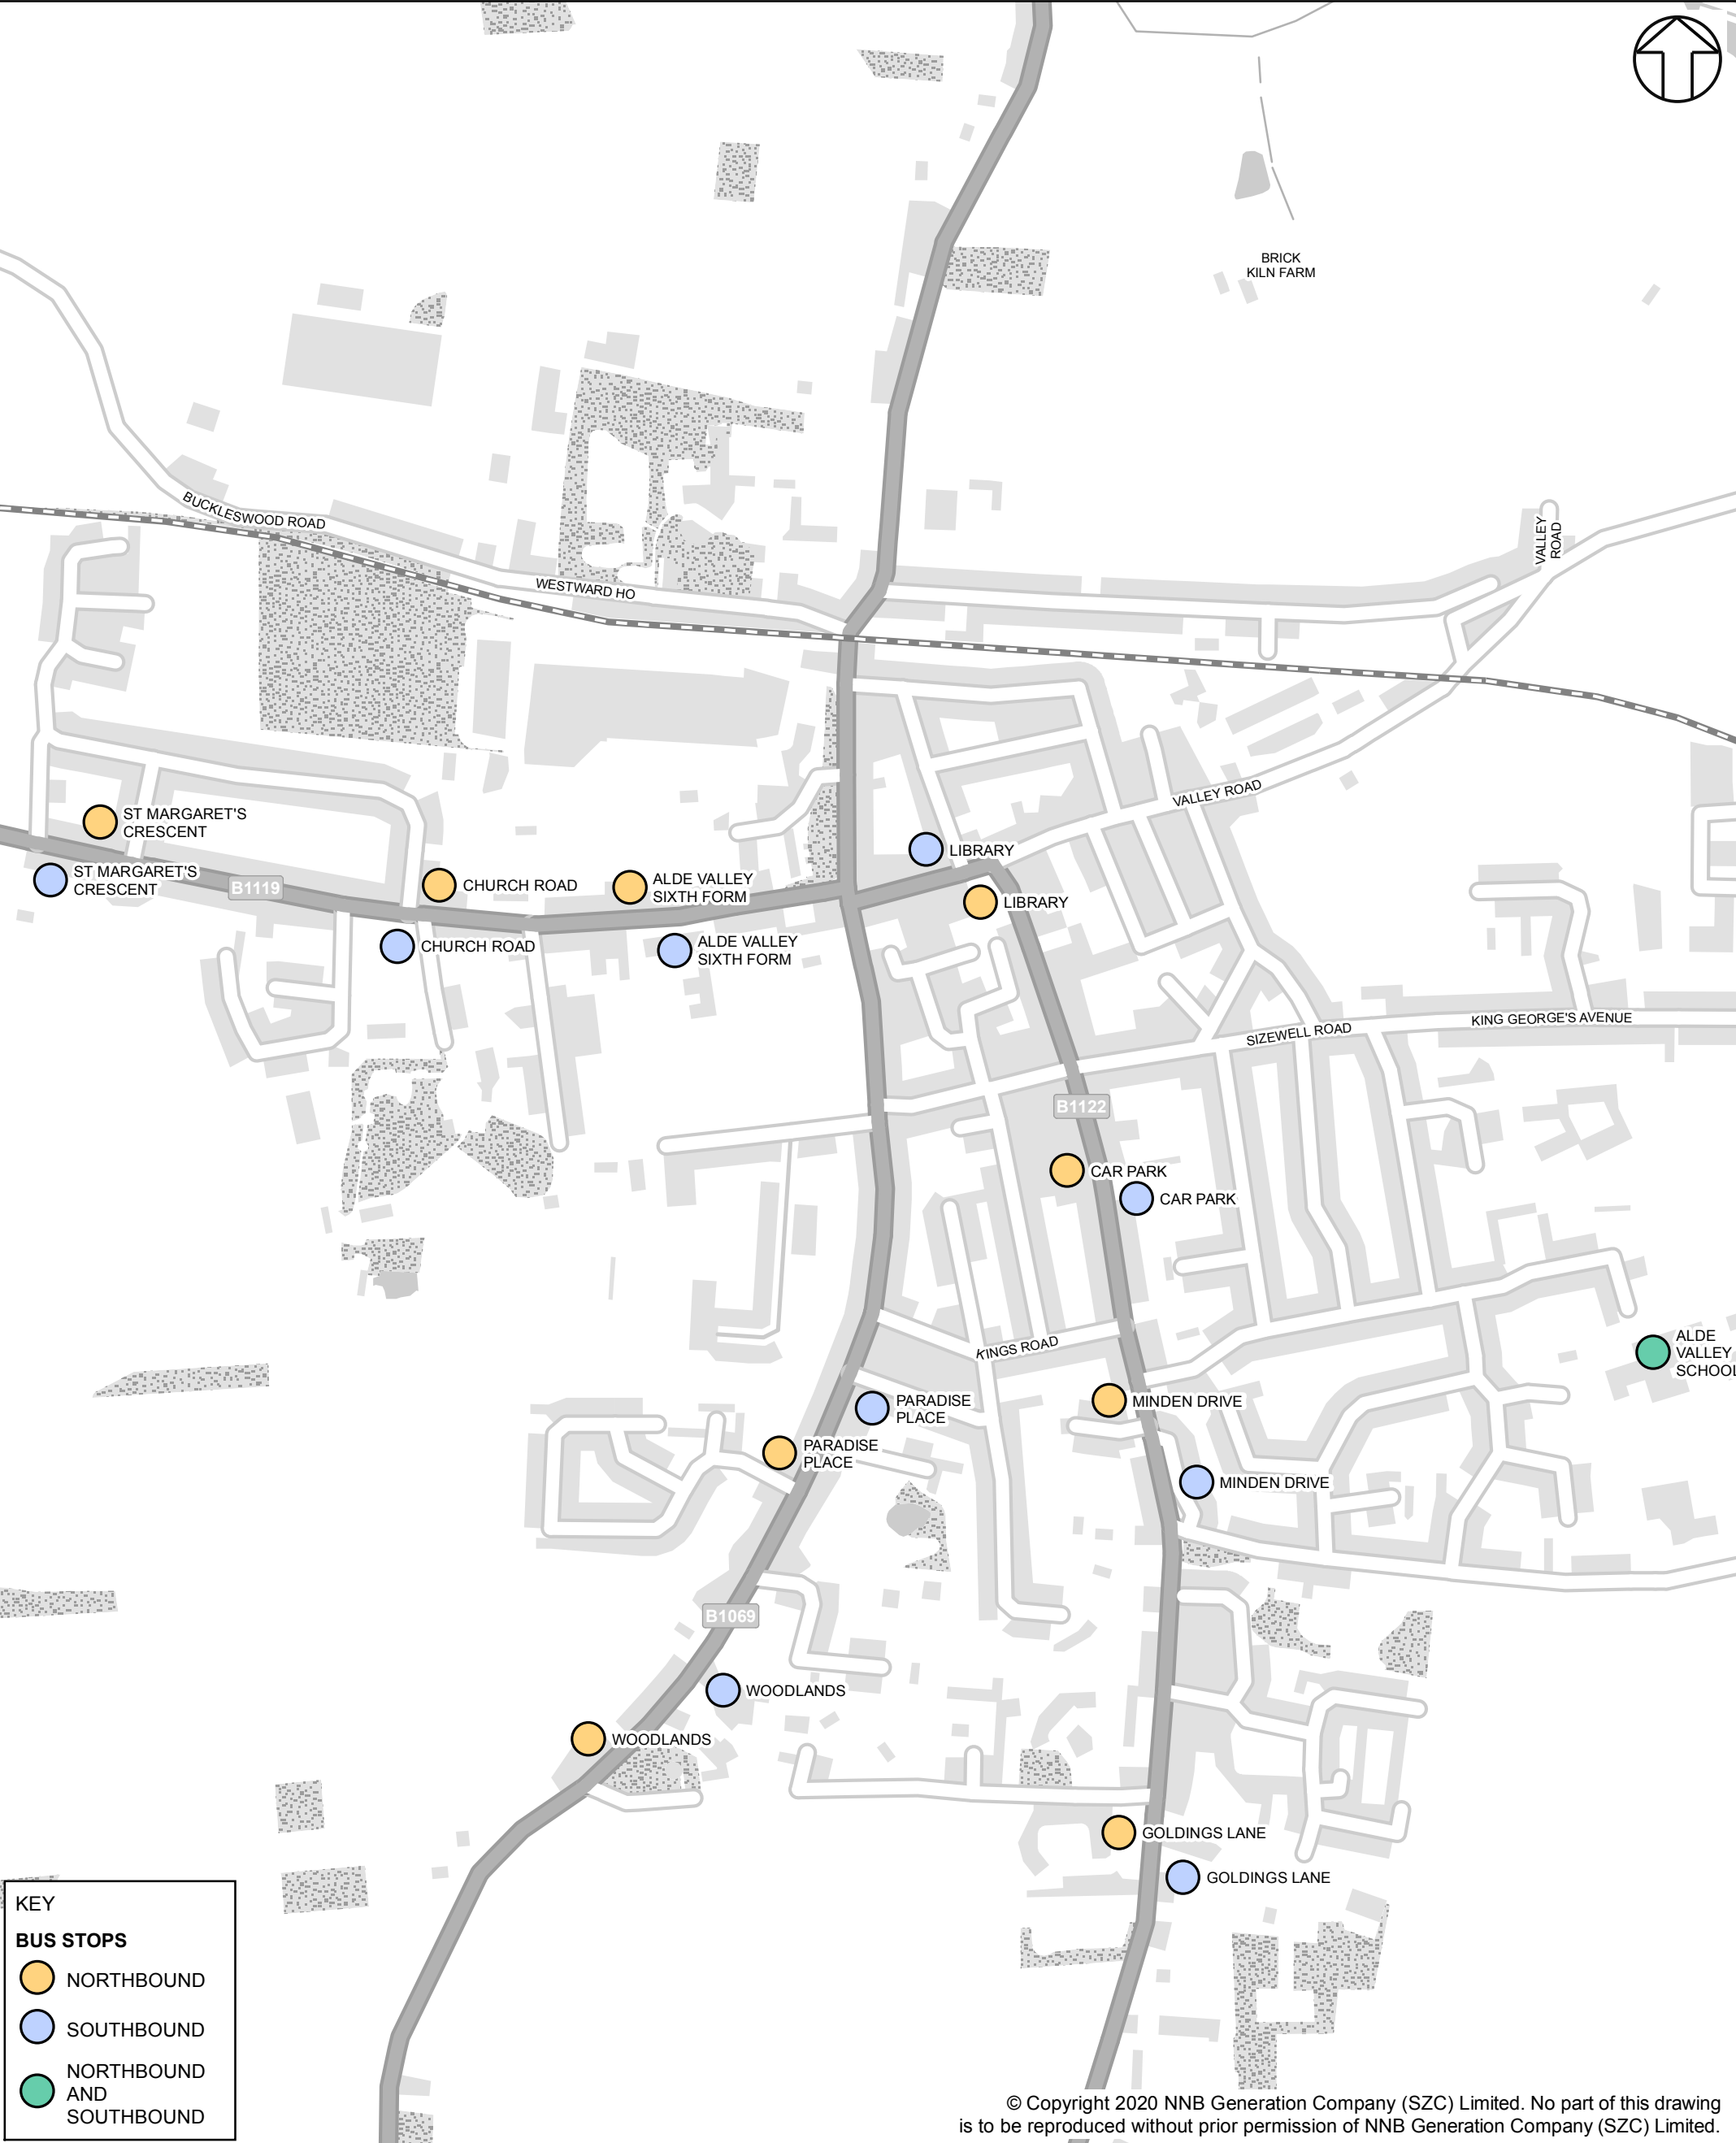 BRICK
KILN FARM
VALLEY
ROAD
BUCKLESWOOD ROAD
WESTWARD HO
VALLEY ROAD
ST MARGARET'S
CRESCENT
ST MARGARET'S
CRESCENT
B1119
CHURCH ROAD
CHURCH ROAD
ALDE VALLEY
SIXTH FORM
ALDE VALLEY
SIXTH FORM
LIBRARY
LIBRARY
KING GEORGE'S AVENUE
SIZEWELL ROAD
B1122
CAR PARK
CAR PARK
KINGS ROAD
ALDE
VALLEY
SCHOOL
PARADISE
PLACE
MINDEN DRIVE
PARADISE
PLACE
MINDEN DRIVE
B1069
WOODLANDS
WOODLANDS
GOLDINGS LANE
GOLDINGS LANE
KEY
BUS STOPS
NORTHBOUND
SOUTHBOUND
NORTHBOUND
AND
SOUTHBOUND
© Copyright 2020 NNB Generation Company (SZC) Limited. No part of this drawing
is to be reproduced without prior permission of NNB Generation Company (SZC) Limited.